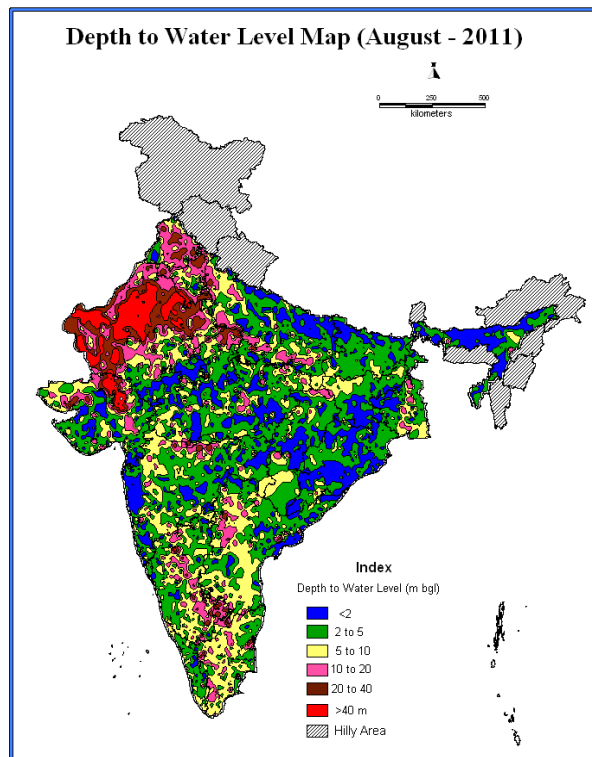 Depth to Water Level Map (August - 2011)
0 250 500
kilometers
Index
Depth to Water Level (m bgl)
<2
2 to 5
5 to 10
10 to 20
20 to 40
>40 m
Hilly Area